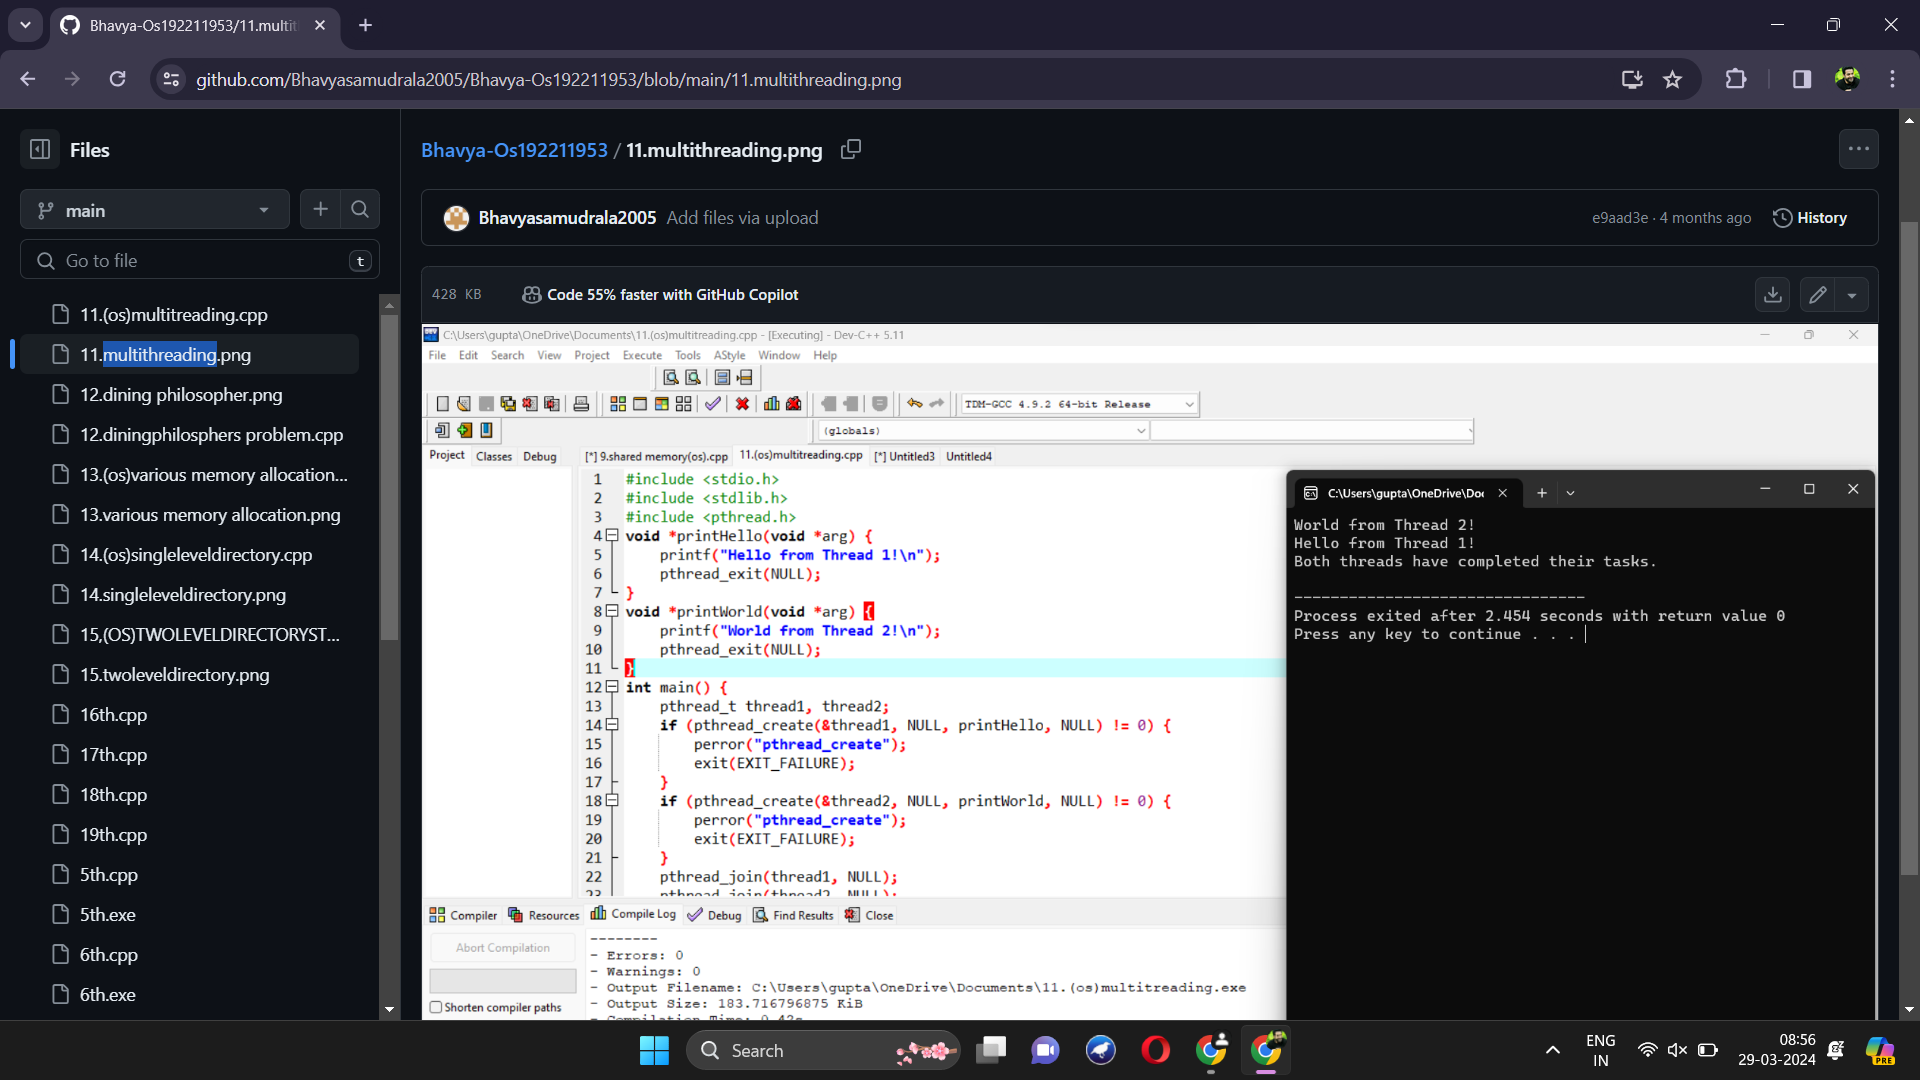 Bhavya-Os192211953/11.multit
github.com/Bhavyasamudrala2005/Bhavya-Os192211953/blob/main/11.multithreading.png
Files
main
Go to file
t
11.(os)multitreading.cpp
11.multithreading.png
12.dining philosopher.png
12.diningphilosphers problem.cpp
13.(os)various memory allocation...
13.various memory allocation.png
14.(os)singleleveldirectory.cpp
14.singleleveldirectory.png
15,(OS)TWOLEVELDIRECTORYST...
15.twoleveldirectory.png
16th.cpp
17th.cpp
18th.cpp
19th.cpp
5th.cpp
5th.exe
6th.cpp
6th.exe
Bhavya-Os192211953 / 11.multithreading.png
Bhavyasamudrala2005 Add files via upload
e9aad3e · 4 months ago History
428 KB Code 55% faster with GitHub Copilot
C:\Users\gupta\OneDrive\Documents\11.(os)multitreading.cpp - [Executing] - Dev-C++ 5.11
File Edit Search View Project Execute Tools AStyle Window Help
TDM-GCC 4.9.2 64-bit Release
(globals)
Project Classes Debug
[*] 9.shared memory(os).cpp 11.(os)multitreading.cpp [*] Untitled3 Untitled4
1 #include <stdio.h>
2 #include <stdlib.h>
3 #include <pthread.h>
4 void *printHello(void *arg) {
5 printf("Hello from Thread 1!\n");
6 pthread_exit(NULL);
7 }
8 void *printWorld(void *arg) {
9 printf("World from Thread 2!\n");
10 pthread_exit(NULL);
11 }
12 int main() {
13 pthread_t thread1, thread2;
14 if (pthread_create(&thread1, NULL, printHello, NULL) != 0) {
15 perror("pthread_create");
16 exit(EXIT_FAILURE);
17 }
18 if (pthread_create(&thread2, NULL, printWorld, NULL) != 0) {
19 perror("pthread_create");
20 exit(EXIT_FAILURE);
21 }
22 pthread_join(thread1, NULL);
23 pthread_join(thread2, NULL);
C:\Users\gupta\OneDrive\Doc
World from Thread 2!
Hello from Thread 1!
Both threads have completed their tasks.
--------------------------------
Process exited after 2.454 seconds with return value 0
Press any key to continue . . .
Compiler Resources Compile Log Debug Find Results Close
Abort Compilation
Shorten compiler paths
--------
- Errors: 0
- Warnings: 0
- Output Filename: C:\Users\gupta\OneDrive\Documents\11.(os)multitreading.exe
- Output Size: 183.716796875 KiB
- Compilation Time: 0.42s
Search
ENG
IN
08:56
29-03-2024
PRE